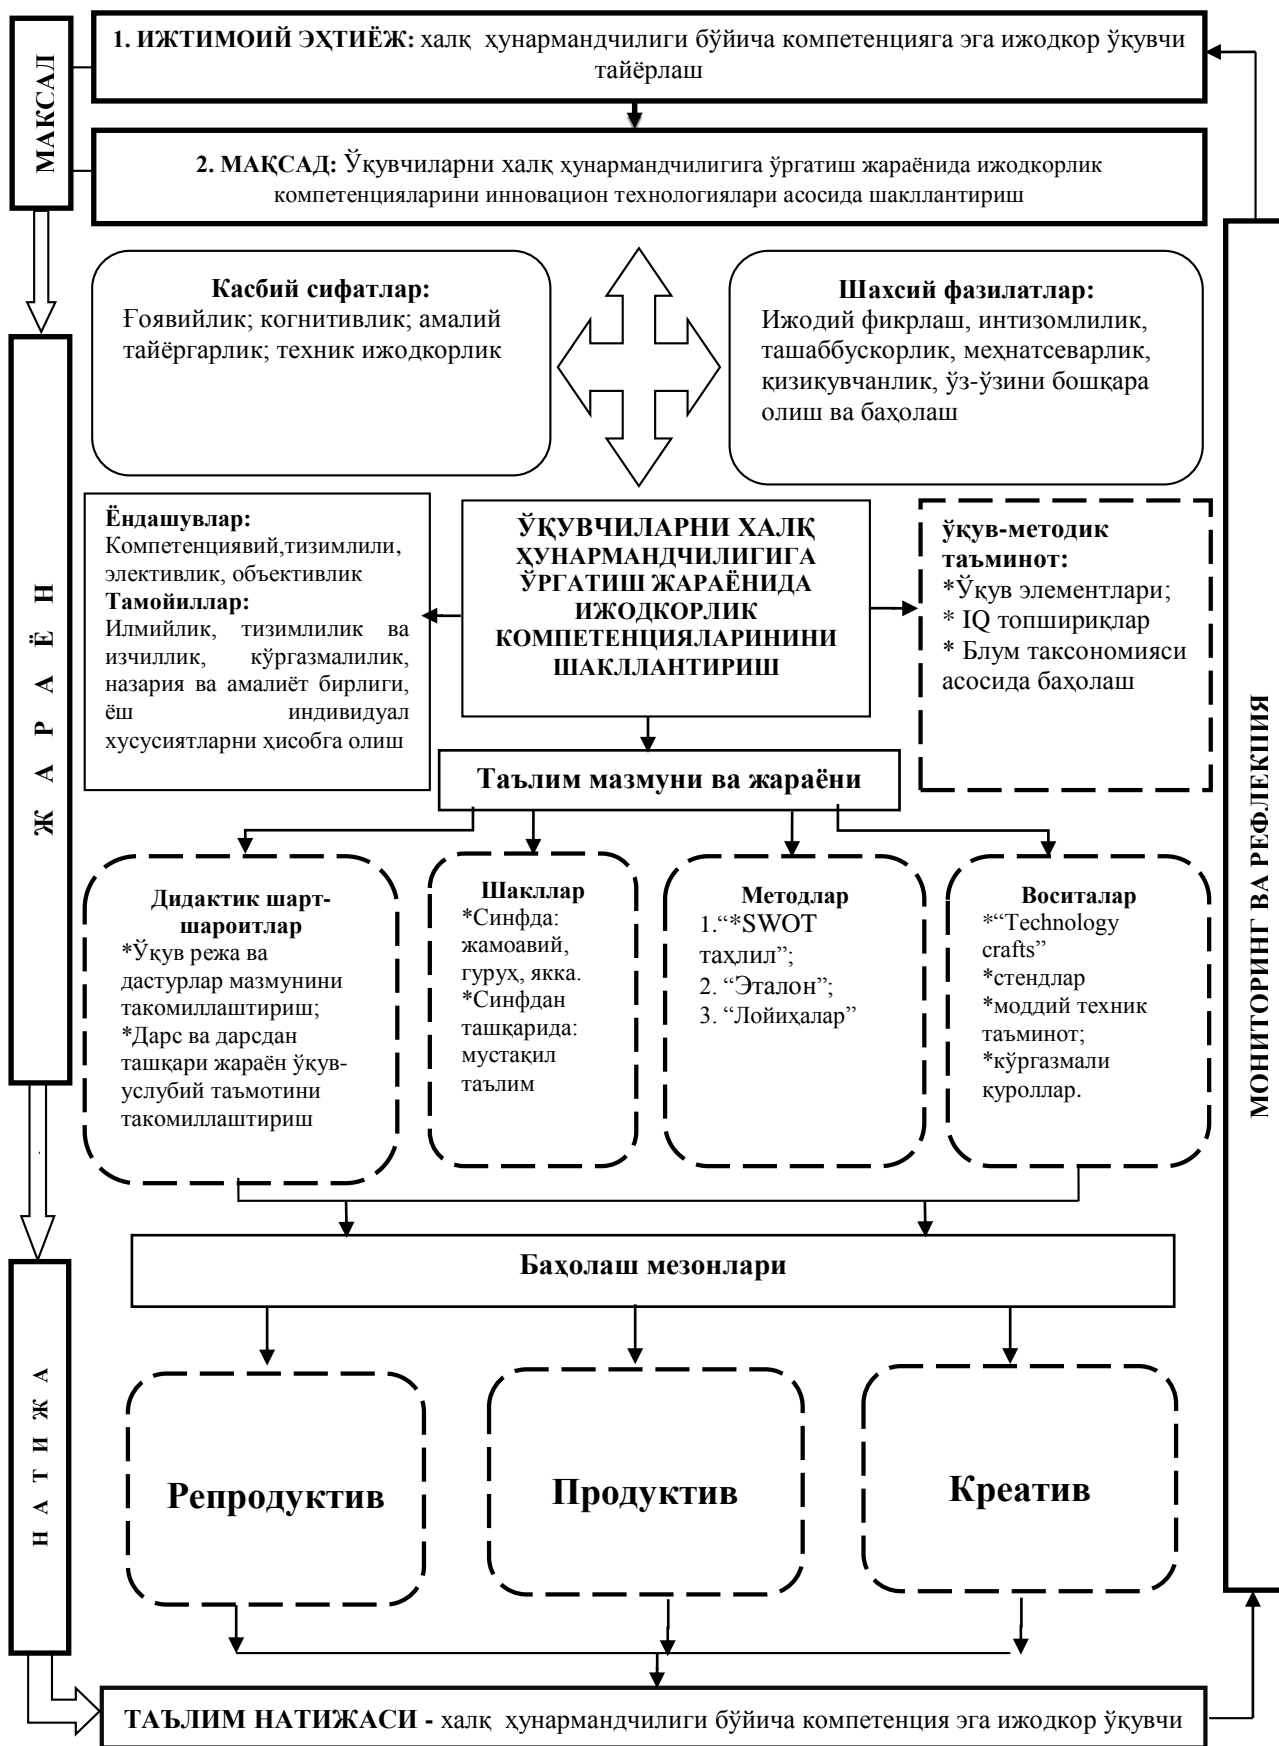 МАКСАД
1. ИЖТИМОИЙ ЭҲТИЁЖ: халқ ҳунармандчилиги бўйича компетенцияга эга ижодкор ўқувчи
тайёрлаш
2. МАҚСАД: Ўқувчиларни халқ ҳунармандчилигига ўргатиш жараёнида ижодкорлик
компетенцияларини инновацион технологиялари асосида шакллантириш
Касбий сифатлар:
Ғоявийлик; когнитивлик; амалий
тайёргарлик; техник ижодкорлик
Шахсий фазилатлар:
Ижодий фикрлаш, интизомлилик,
ташаббускорлик, меҳнатсеварлик,
қизиқувчанлик, ўз-ўзини бошқара
олиш ва баҳолаш
Ж А Р А Ё Н
Ёндашувлар:
Компетенциявий,тизимлили,
элективлик, объективлик
Тамойиллар:
Илмийлик, тизимлилик ва
изчиллик, кўргазмалилик,
назария ва амалиёт бирлиги,
ёш индивидуал
хусусиятларни ҳисобга олиш
ЎҚУВЧИЛАРНИ ХАЛҚ
ҲУНАРМАНДЧИЛИГИГА
ЎРГАТИШ ЖАРАЁНИДА
ИЖОДКОРЛИК
КОМПЕТЕНЦИЯЛАРИНИНИ
ШАКЛЛАНТИРИШ
ўқув-методик
таъминот:
*Ўқув элементлари;
* IQ топшириқлар
* Блум таксономияси
асосида баҳолаш
Таълим мазмуни ва жараёни
Дидактик шарт-
шароитлар
*Ўқув режа ва
дастурлар мазмунини
такомиллаштириш;
*Дарс ва дарсдан
ташқари жараён ўқув-
услубий таъмотини
такомиллаштириш
Шакллар
*Синфда:
жамоавий,
гуруҳ, якка.
*Синфдан
ташқарида:
мустақил
таълим
Методлар
1.“*SWOT
таҳлил”;
2. “Эталон”;
3. “Лойиҳалар”
Воситалар
*“Technology
crafts”
*стендлар
*моддий техник
таъминот;
*кўргазмали
қуроллар.
МОНИТОРИНГ ВА РЕФЛЕКЦИЯ
Баҳолаш мезонлари
Н А Т И Ж А
Репродуктив
Продуктив
Креатив
ТАЪЛИМ НАТИЖАСИ - халқ ҳунармандчилиги бўйича компетенция эга ижодкор ўқувчи